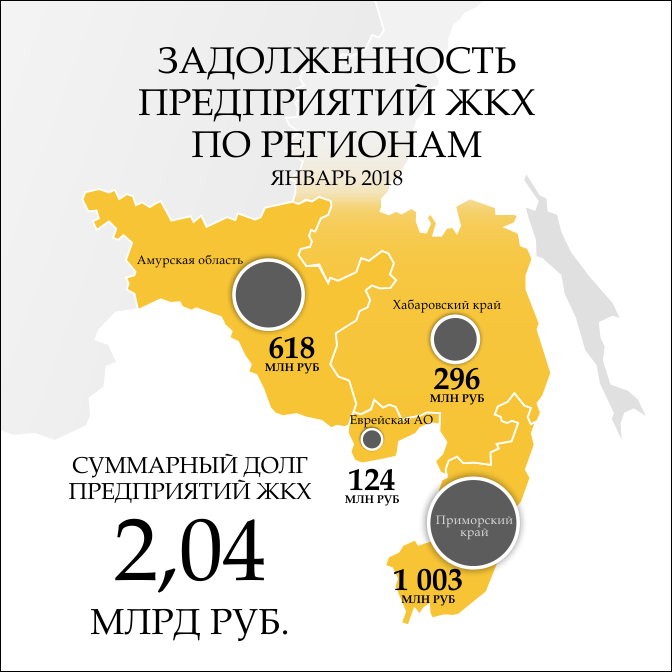 ЗАДОЛЖЕННОСТЬ
ПРЕДПРИЯТИЙ ЖКХ
ПО РЕГИОНАМ
ЯНВАРЬ 2018
Амурская область
618
МЛН РУБ
Хабаровский край
296
МЛН РУБ
Еврейская АО
124
МЛН РУБ
Приморский
край
1 003
МЛН РУБ
СУММАРНЫЙ ДОЛГ
ПРЕДПРИЯТИЙ ЖКХ
2,04
МЛРД РУБ.